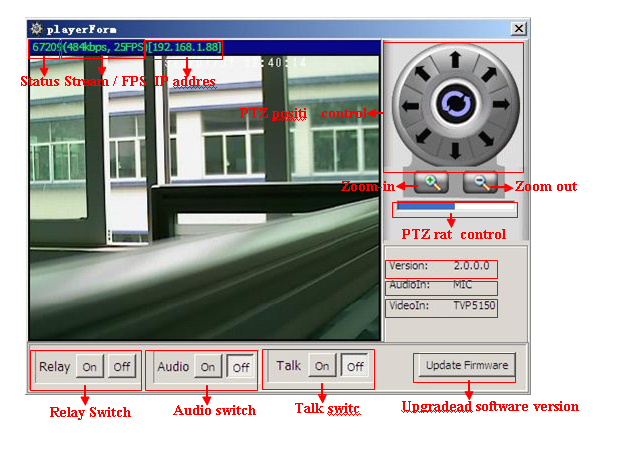 playerForm
6720 (484kbps, 25FPS) [192.168.1.88]
:40:14
Status Stream / FPS IP addres
PTZ positi control
Zoom in
Zoom out
PTZ rat control
Version: 2.0.0.0
AudioIn: MIC
VideoIn: TVP5150
Relay On Off
Audio On Off
Talk On Off
Update Firmware
Relay Switch
Audio switch
Talk switc
Upgradead software version